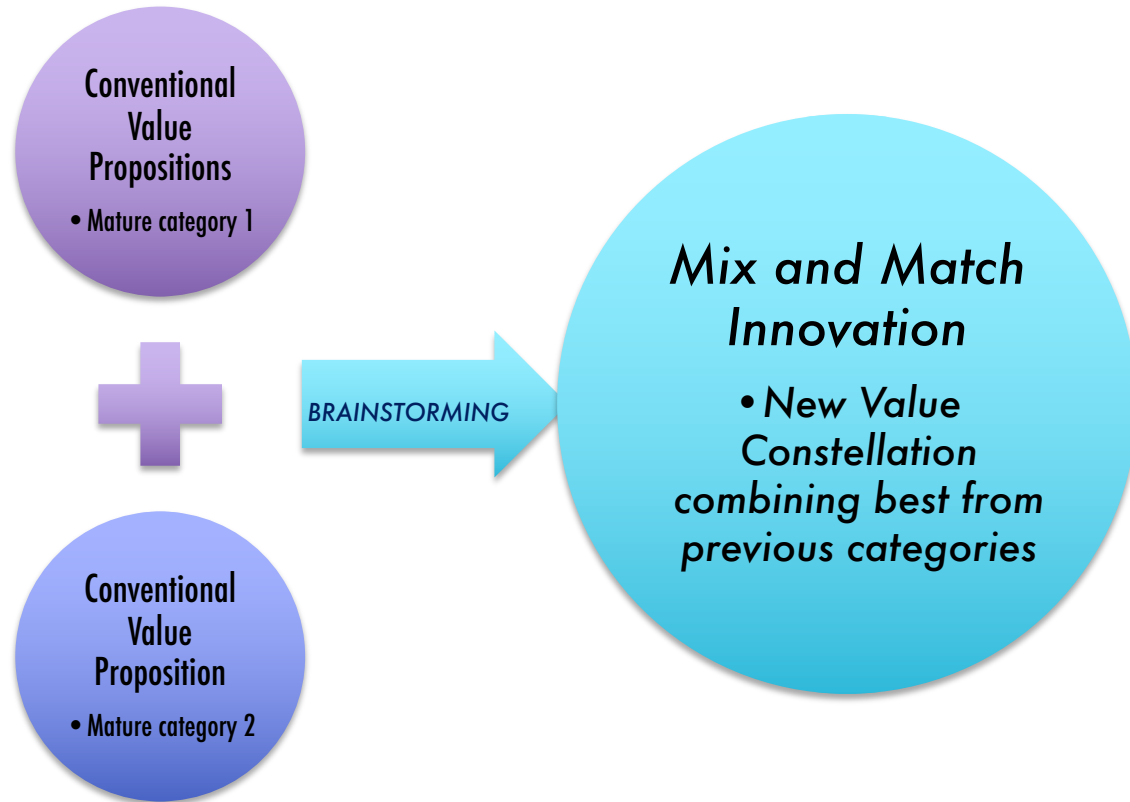 Conventional
Value
Propositions
• Mature category 1
Conventional
Value
Proposition
• Mature category 2
BRAINSTORMING
Mix and Match
Innovation
• New Value
Constellation
combining best from
previous categories